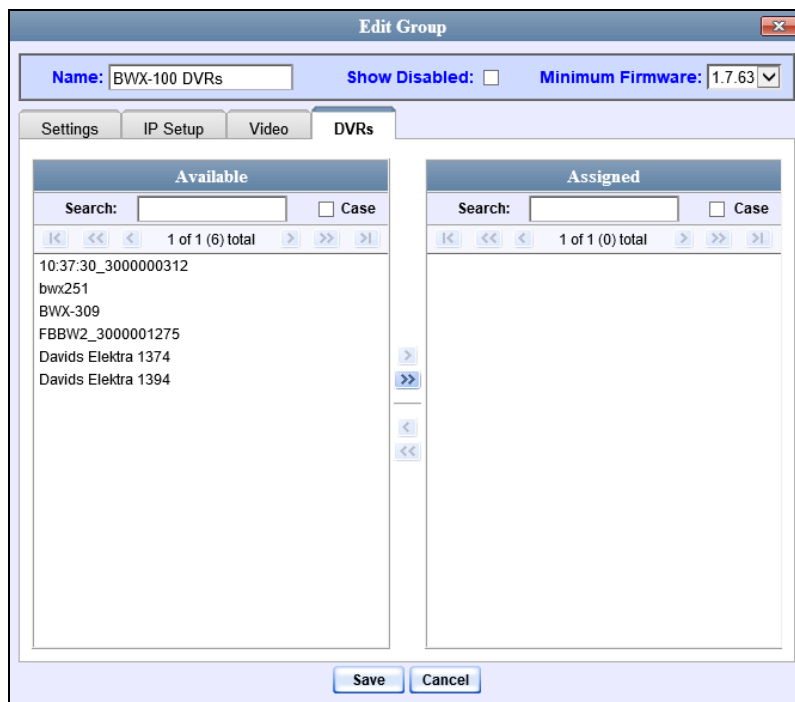 Edit Group
Name: BWX-100 DVRs Show Disabled: Minimum Firmware: 1.7.63
Settings IP Setup Video DVRs
Available
Search: Case
1 of 1 (6) total
10:37:30_3000000312
bwx251
BWX-309
FBBW2_3000001275
Davids Elektra 1374
Davids Elektra 1394
Assigned
Search: Case
1 of 1 (0) total
Save Cancel